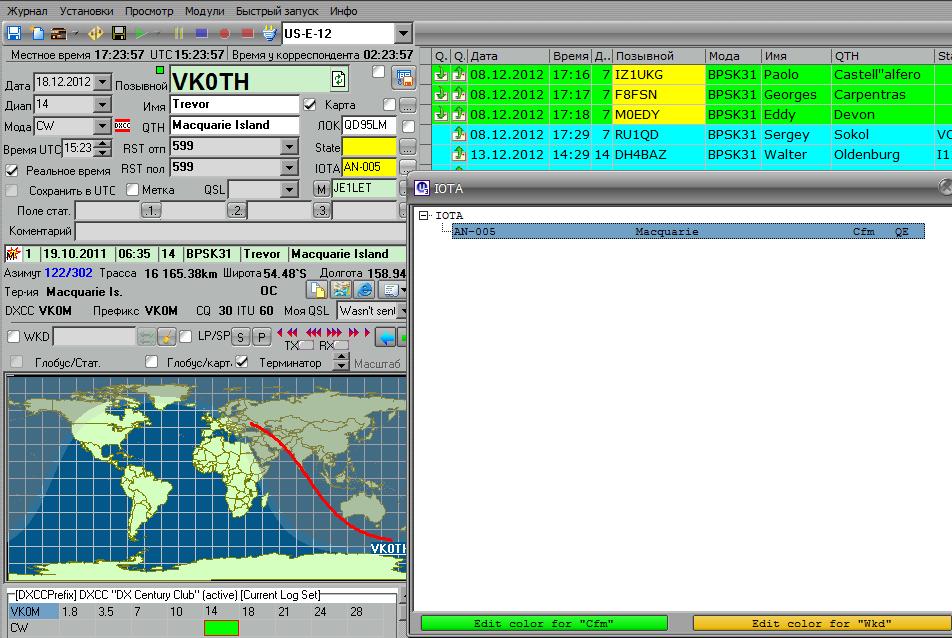 Журнал Установки Просмотр Модули Быстрый запуск Инфо
US-E-12
Местное время 17:23:57 UTC 15:23:57 Время у корреспондента 02:23:57
Дата 18.12.2012 Позывной VK0TH
Диап 14 Имя Trevor Карта ...
Мода CW DXCC QTH Macquarie Island ЛОК QD95LM
Время UTC 15:23 RST отп 599 State
Реальное время RST пол 599 IOTA AN-005
Сохранить в UTC Метка QSL M JE1LET
Поле стат. .1. .2. .3.
Коментарий
1 19.10.2011 06:35 14 BPSK31 Trevor Macquarie Island
Азимут 122/302 Трасса 16 165.38km Широта 54.48`S Долгота 158.94
Тер-ия Macquarie Is. OC
DXCC VK0M Префикс VK0M CQ 30 ITU 60 Моя QSL Wasn't sent
WKD LP/SP S P
TX RX
Глобус/Стат. Глобус/карт. Терминатор Масштаб
VK0TH
[DXCCPrefix] DXCC "DX Century Club" (active) [Current Log Set]
VK0M 1.8 3.5 7 10 14 18 21 24 28
CW
Q. Q. Дата Время Д.. Позывной Мода Имя QTH Sta
08.12.2012 17:16 7 IZ1UKG BPSK31 Paolo Castell"alfero
08.12.2012 17:17 7 F8FSN BPSK31 Georges Carpentras
08.12.2012 17:18 7 M0EDY BPSK31 Eddy Devon
08.12.2012 17:29 7 RU1QD BPSK31 Sergey Sokol VO
13.12.2012 14:29 14 DH4BAZ BPSK31 Walter Oldenburg I1
IOTA
IOTA
AN-005 Macquarie Cfm QE
Edit color for "Cfm" Edit color for "Wkd"